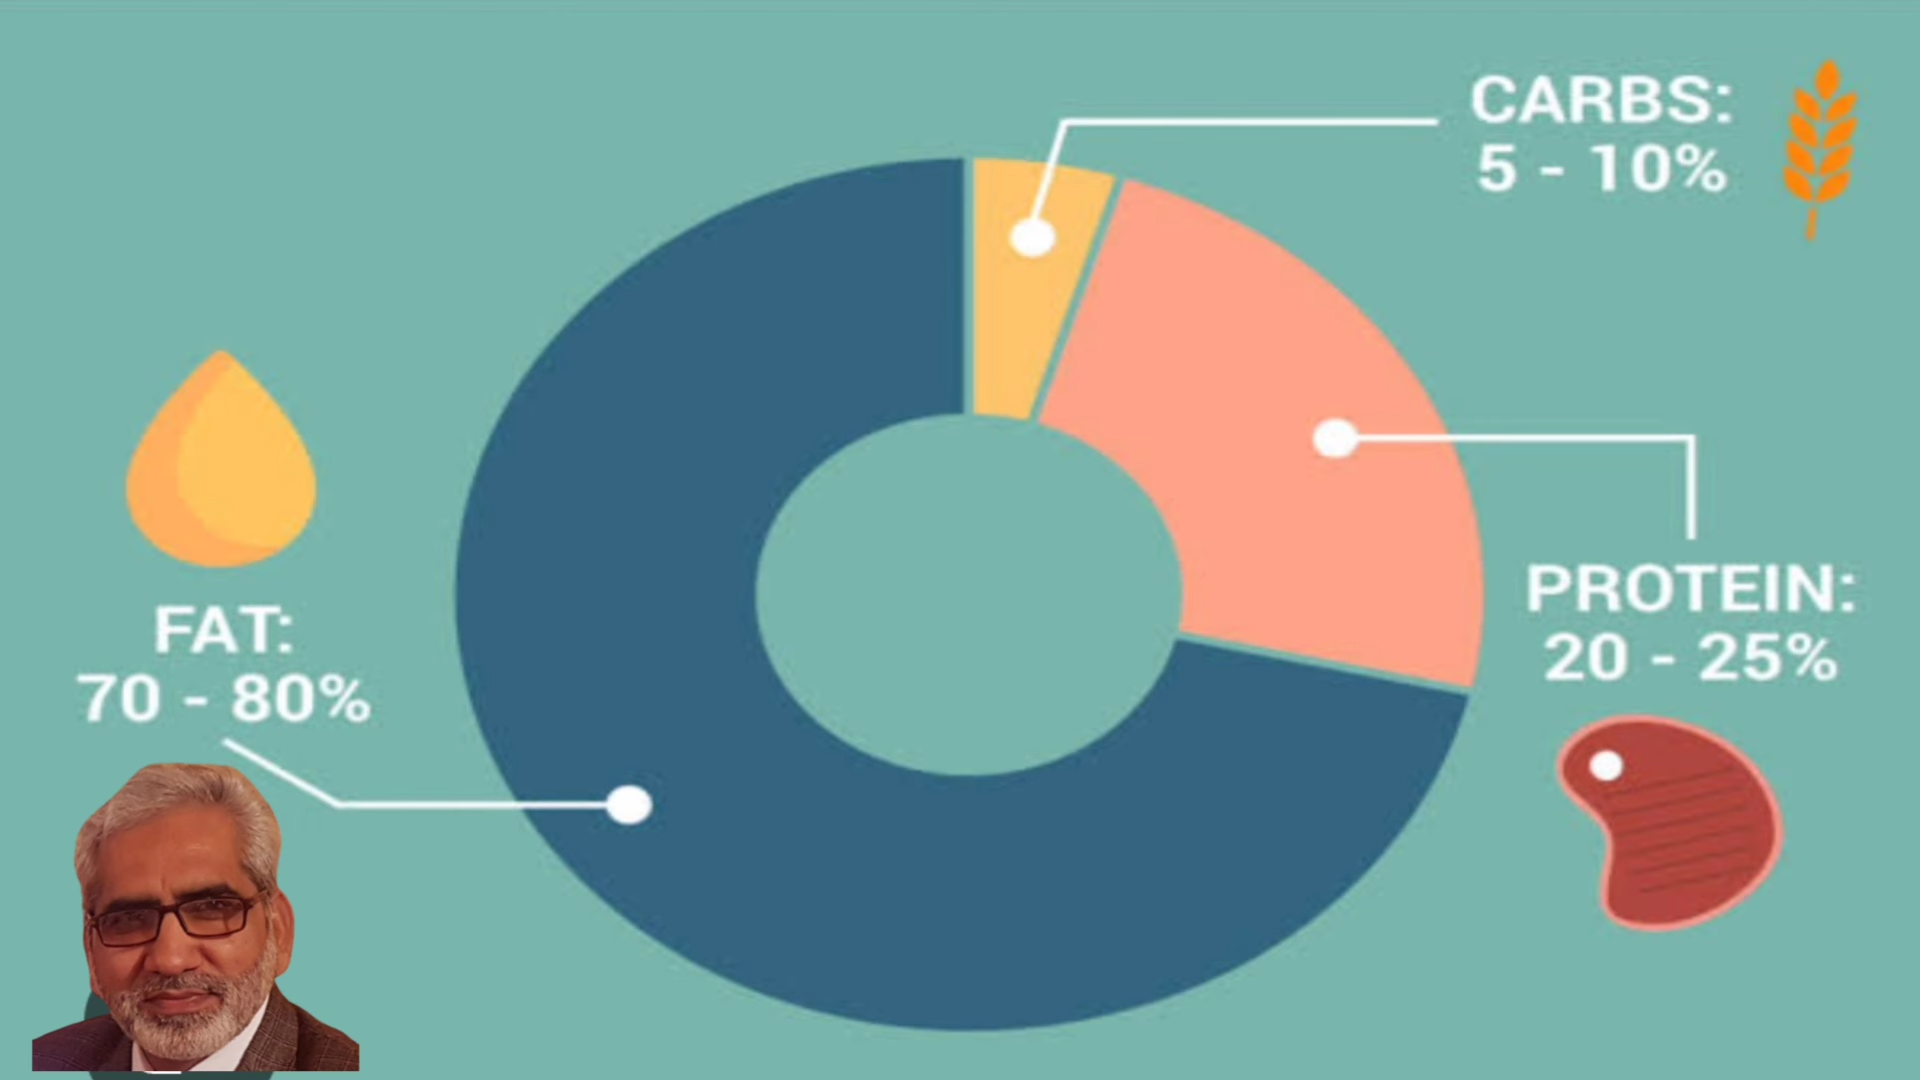 CARBS:
5 - 10%
PROTEIN:
20 - 25%
FAT:
70 - 80%